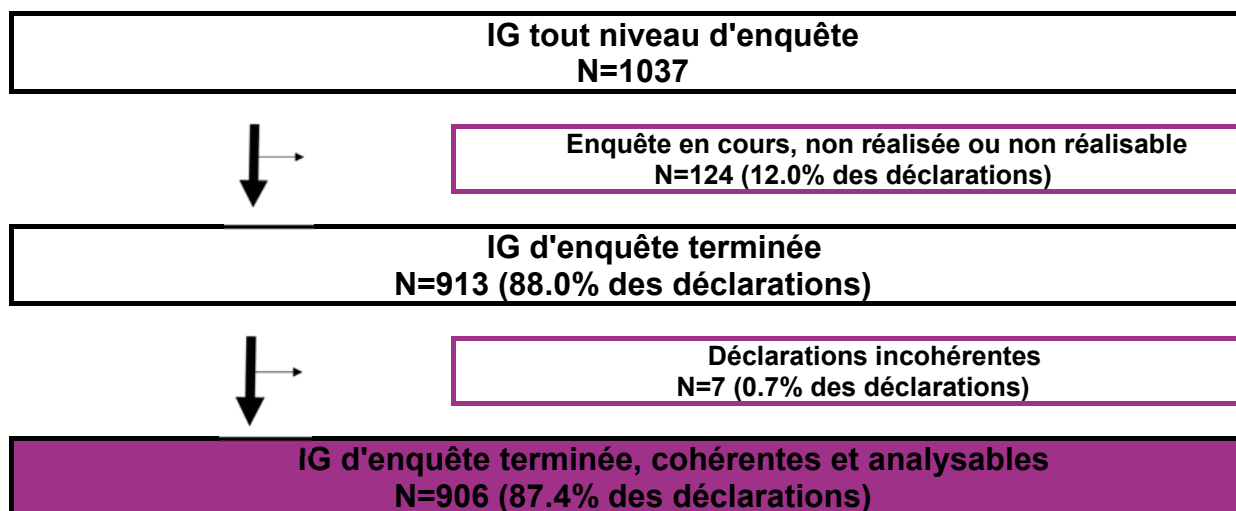 IG tout niveau d'enquête
N=1037
Enquête en cours, non réalisée ou non réalisable
N=124 (12.0% des déclarations)
IG d'enquête terminée
N=913 (88.0% des déclarations)
Déclarations incohérentes
N=7 (0.7% des déclarations)
IG d'enquête terminée, cohérentes et analysables
N=906 (87.4% des déclarations)